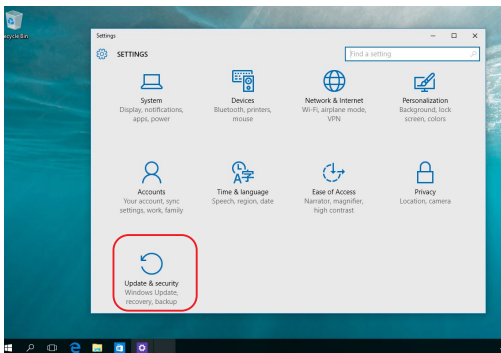 Recycle Bin
Settings
SETTINGS
Find a setting
System
Display, notifications,
apps, power
Devices
Bluetooth, printers,
mouse
Network & Internet
Wi-Fi, airplane mode,
VPN
Personalization
Background, lock
screen, colors
Accounts
Your account, sync
settings, work, family
Time & language
Speech, region, date
Ease of Access
Narrator, magnifier,
high contrast
Privacy
Location, camera
Update & security
Windows Update,
recovery, backup